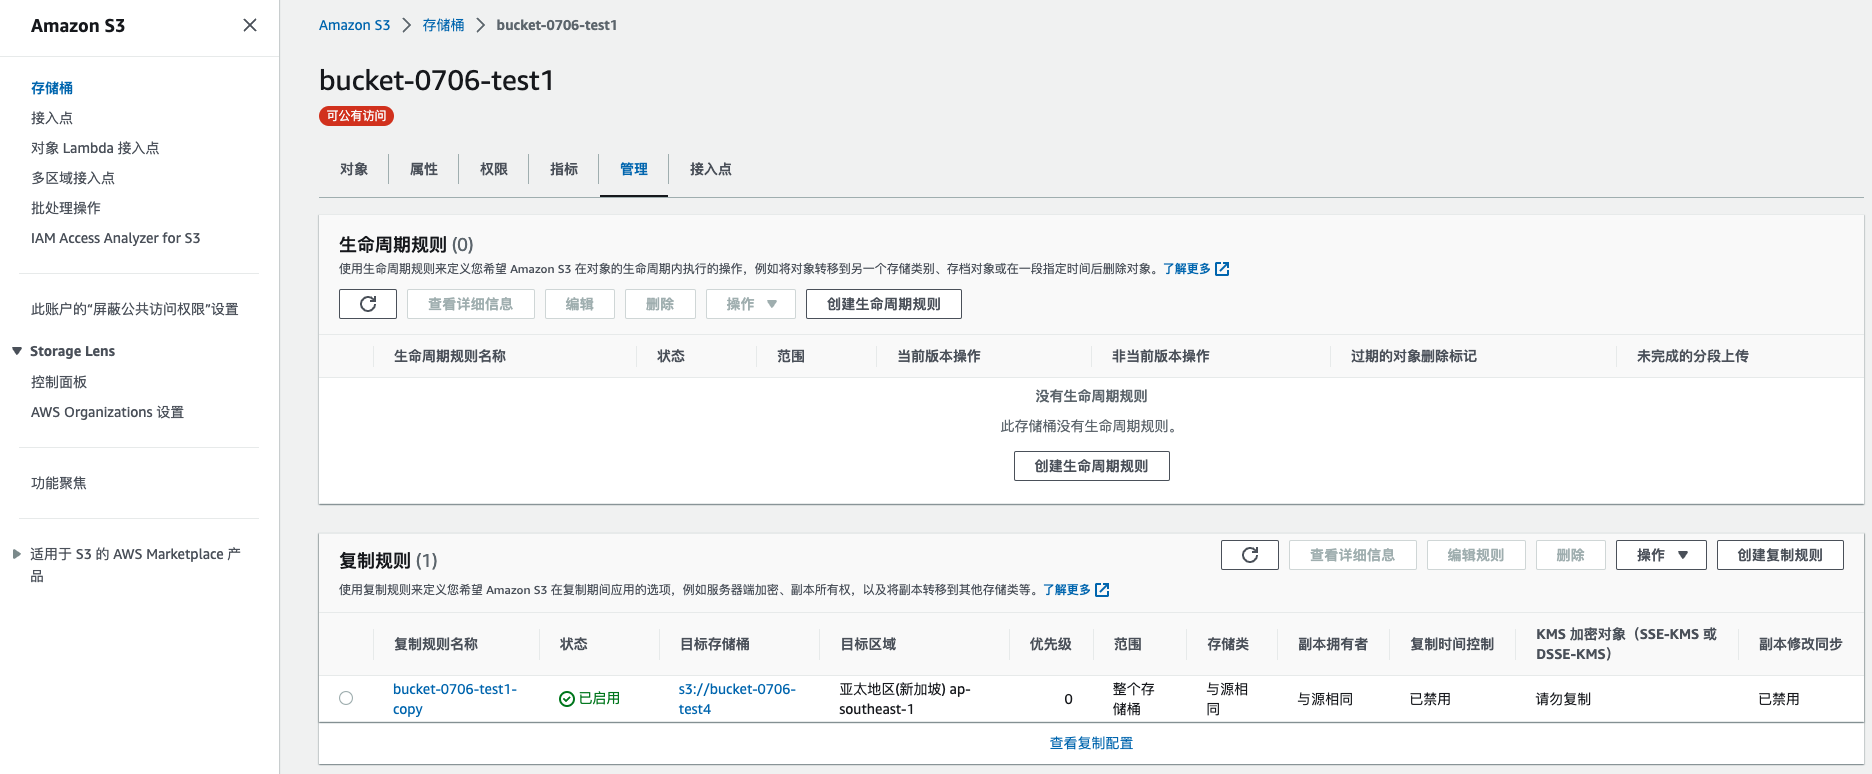 Amazon S3
存储桶
接入点
对象 Lambda 接入点
多区域接入点
批处理操作
IAM Access Analyzer for S3
此账户的“屏蔽公共访问权限”设置
Storage Lens
控制面板
AWS Organizations 设置
功能聚焦
适用于 S3 的 AWS Marketplace 产
品
Amazon S3 存储桶 bucket-0706-test1
bucket-0706-test1
可公有访问
对象 属性 权限 指标 管理 接入点
生命周期规则 (0)
使用生命周期规则来定义您希望 Amazon S3 在对象的生命周期内执行的操作，例如将对象转移到另一个存储类别、存档对象或在一段指定时间后删除对象。了解更多
查看详细信息 编辑 删除 操作 创建生命周期规则
生命周期规则名称 状态 范围 当前版本操作 非当前版本操作 过期的对象删除标记 未完成的分段上传
没有生命周期规则
此存储桶没有生命周期规则。
创建生命周期规则
复制规则 (1)
查看详细信息 编辑规则 删除 操作 创建复制规则
使用复制规则来定义您希望 Amazon S3 在复制期间应用的选项，例如服务器端加密、副本所有权，以及将副本转移到其他存储类等。了解更多
复制规则名称 状态 目标存储桶 目标区域 优先级 范围 存储类 副本拥有者 复制时间控制 KMS 加密对象（SSE-KMS 或
DSSE-KMS） 副本修改同步
bucket-0706-test1- 已启用 s3://bucket-0706- 亚太地区(新加坡) ap- 0 整个存 与源相 与源相同 已禁用 请勿复制 已禁用
copy test4 southeast-1 储桶 同
查看复制配置